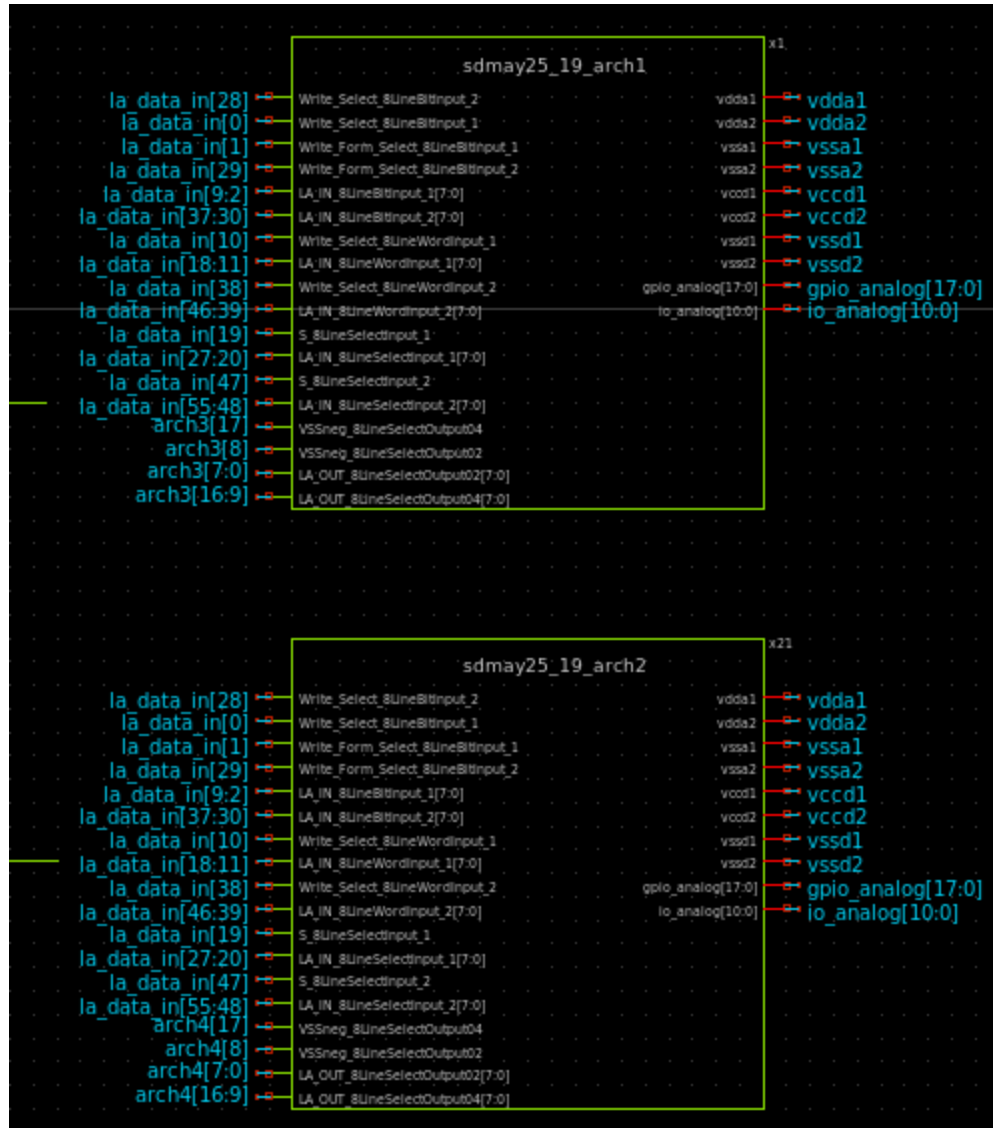 x1
sdmay25_19_arch1
la_data_in[28] Write_Select_8LineBitInput_2 vdda1 vdda1
la_data_in[0] Write_Select_8LineBitInput_1 vdda2 vdda2
la_data_in[1] Write_Form_Select_8LineBitInput_1 vssa1 vssa1
la_data_in[29] Write_Form_Select_8LineBitInput_2 vssa2 vssa2
la_data_in[9:2] LA_IN_8LineBitInput_1[7:0] vccd1 vccd1
la_data_in[37:30] LA_IN_8LineBitInput_2[7:0] vccd2 vccd2
la_data_in[10] Write_Select_8LineWordInput_1 vssd1 vssd1
la_data_in[18:11] LA_IN_8LineWordInput_1[7:0] vssd2 vssd2
la_data_in[38] Write_Select_8LineWordInput_2 gpio_analog[17:0] gpio_analog[17:0]
la_data_in[46:39] LA_IN_8LineWordInput_2[7:0] io_analog[10:0] io_analog[10:0]
la_data_in[19] S_8LineSelectInput_1
la_data_in[27:20] LA_IN_8LineSelectInput_1[7:0]
la_data_in[47] S_8LineSelectInput_2
la_data_in[55:48] LA_IN_8LineSelectInput_2[7:0]
arch3[17] VSSneg_8LineSelectOutput04
arch3[8] VSSneg_8LineSelectOutput02
arch3[7:0] LA_OUT_8LineSelectOutput02[7:0]
arch3[16:9] LA_OUT_8LineSelectOutput04[7:0]
x21
sdmay25_19_arch2
la_data_in[28] Write_Select_8LineBitInput_2 vdda1 vdda1
la_data_in[0] Write_Select_8LineBitInput_1 vdda2 vdda2
la_data_in[1] Write_Form_Select_8LineBitInput_1 vssa1 vssa1
la_data_in[29] Write_Form_Select_8LineBitInput_2 vssa2 vssa2
la_data_in[9:2] LA_IN_8LineBitInput_1[7:0] vccd1 vccd1
la_data_in[37:30] LA_IN_8LineBitInput_2[7:0] vccd2 vccd2
la_data_in[10] Write_Select_8LineWordInput_1 vssd1 vssd1
la_data_in[18:11] LA_IN_8LineWordInput_1[7:0] vssd2 vssd2
la_data_in[38] Write_Select_8LineWordInput_2 gpio_analog[17:0] gpio_analog[17:0]
la_data_in[46:39] LA_IN_8LineWordInput_2[7:0] io_analog[10:0] io_analog[10:0]
la_data_in[19] S_8LineSelectInput_1
la_data_in[27:20] LA_IN_8LineSelectInput_1[7:0]
la_data_in[47] S_8LineSelectInput_2
la_data_in[55:48] LA_IN_8LineSelectInput_2[7:0]
arch4[17] VSSneg_8LineSelectOutput04
arch4[8] VSSneg_8LineSelectOutput02
arch4[7:0] LA_OUT_8LineSelectOutput02[7:0]
arch4[16:9] LA_OUT_8LineSelectOutput04[7:0]